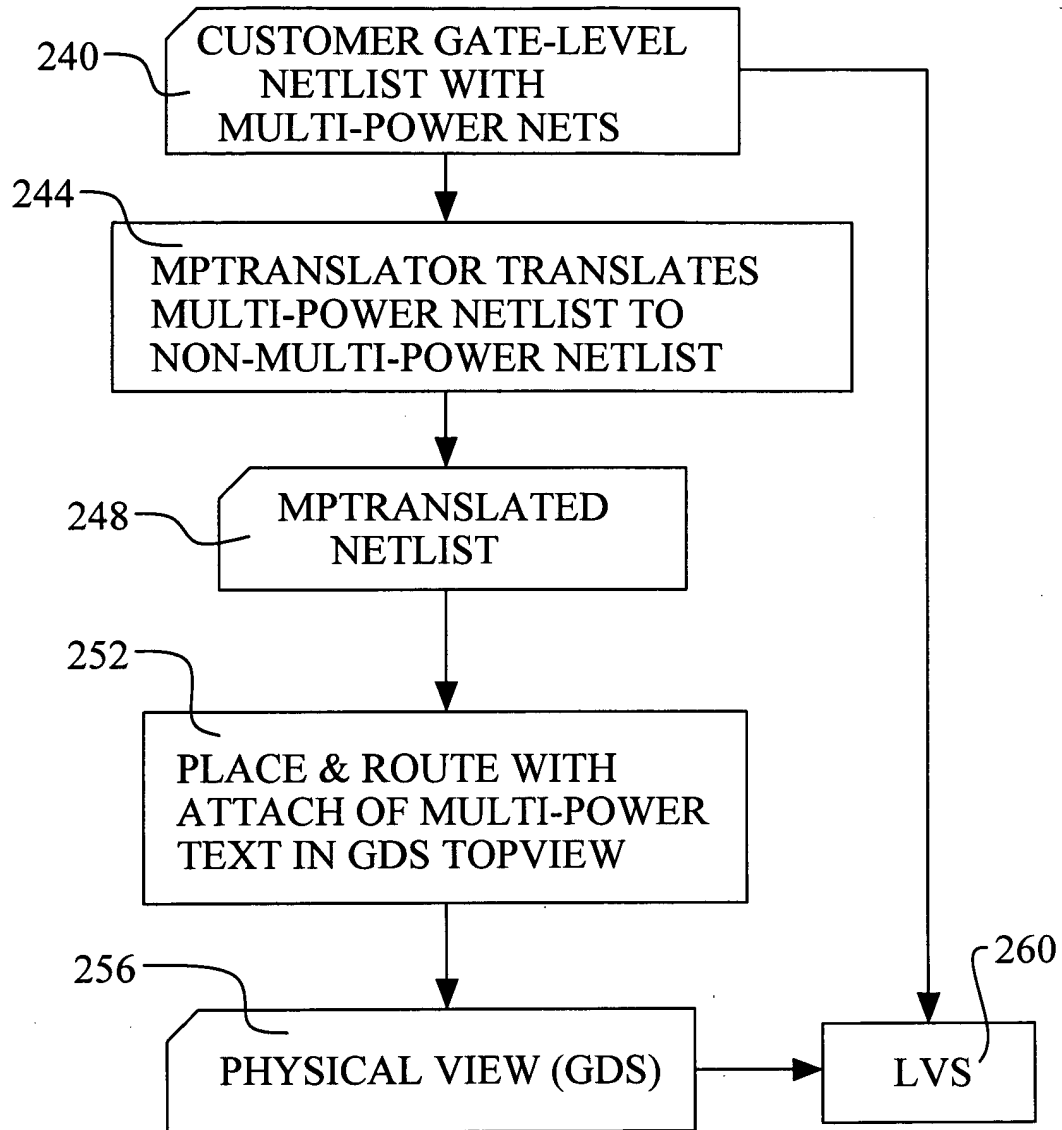 240
CUSTOMER GATE-LEVEL
NETLIST WITH
MULTI-POWER NETS
244
MPTRANSLATOR TRANSLATES
MULTI-POWER NETLIST TO
NON-MULTI-POWER NETLIST
248
MPTRANSLATED
NETLIST
252
PLACE & ROUTE WITH
ATTACH OF MULTI-POWER
TEXT IN GDS TOPVIEW
256
PHYSICAL VIEW (GDS)
260
LVS